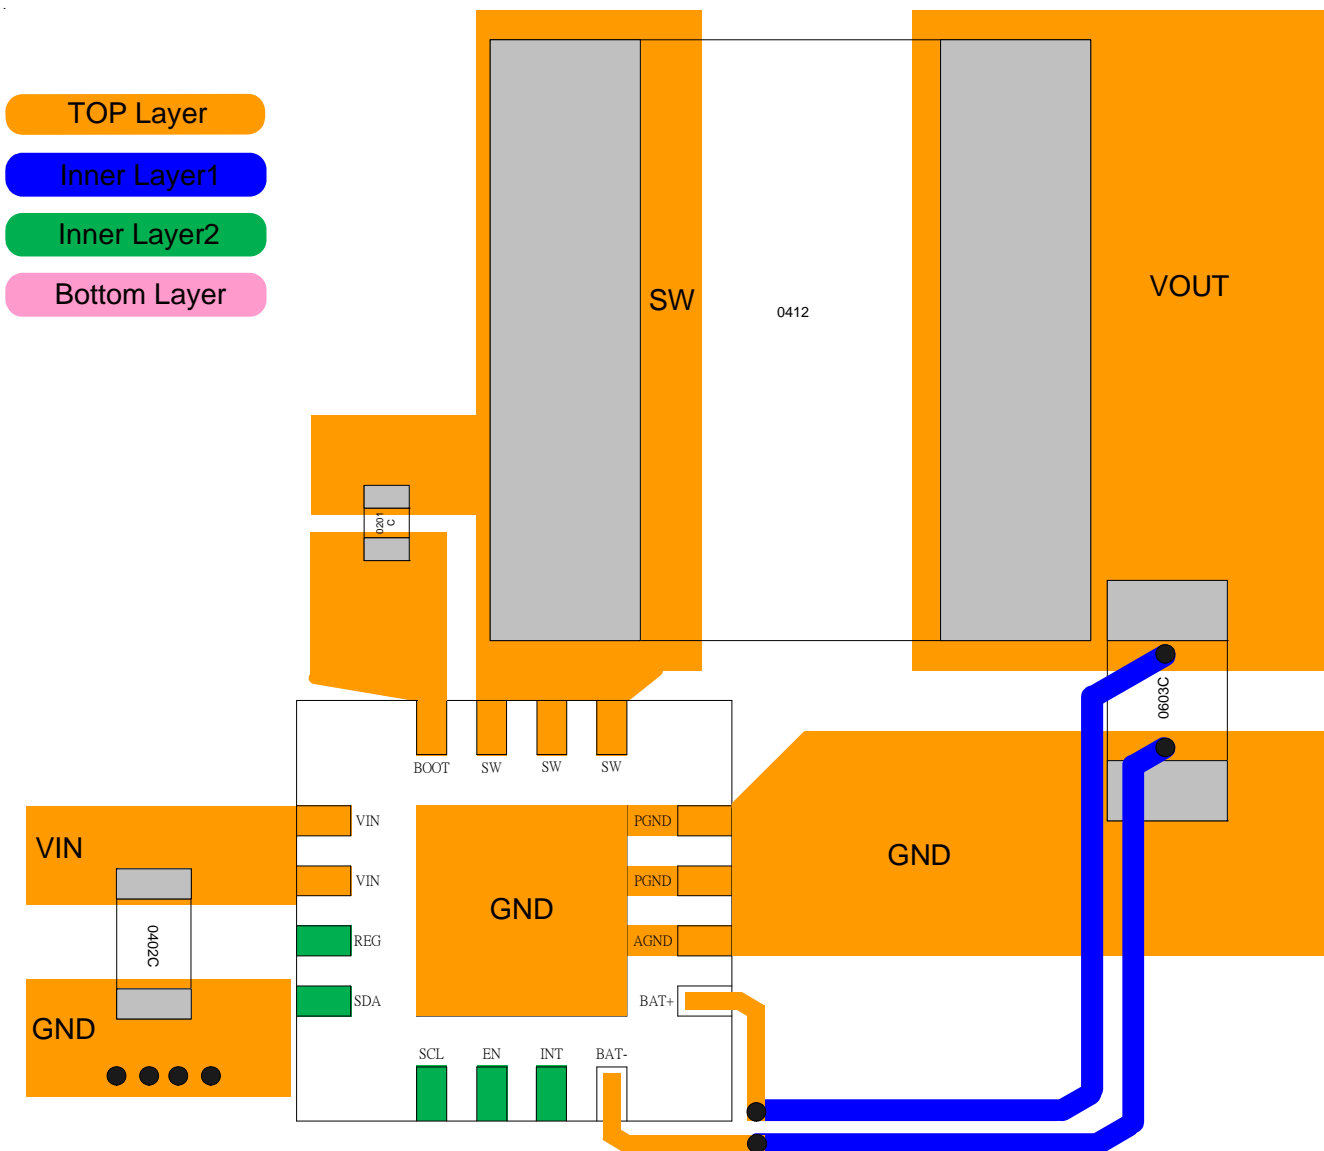 TOP Layer
Inner Layer1
Inner Layer2
Bottom Layer
SW
0412
VOUT
0201
C
0603C
BOOT
SW
SW
SW
VIN
VIN
VIN
REG
SDA
0402C
GND
GND
PGND
PGND
AGND
BAT+
GND
SCL
EN
INT
BAT-